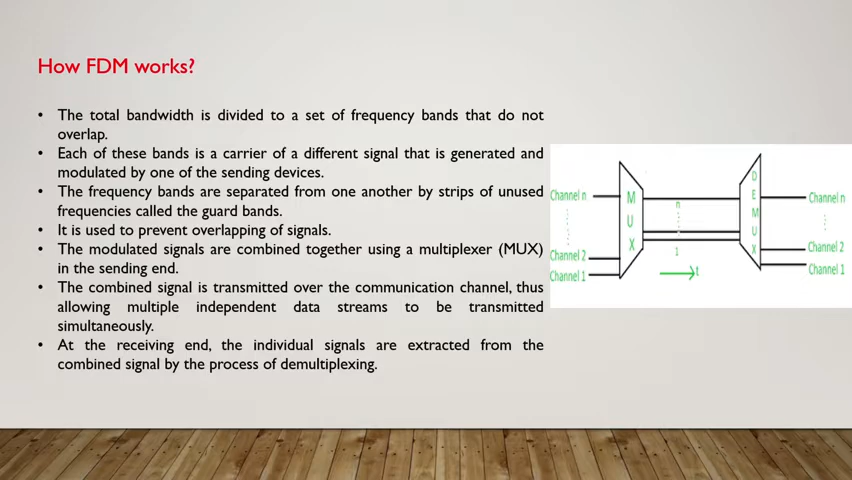 How FDM works?
• The total bandwidth is divided to a set of frequency bands that do not
overlap.
• Each of these bands is a carrier of a different signal that is generated and
modulated by one of the sending devices.
• The frequency bands are separated from one another by strips of unused
frequencies called the guard bands.
• It is used to prevent overlapping of signals.
• The modulated signals are combined together using a multiplexer (MUX)
in the sending end.
• The combined signal is transmitted over the communication channel, thus
allowing multiple independent data streams to be transmitted
simultaneously.
• At the receiving end, the individual signals are extracted from the
combined signal by the process of demultiplexing.
Channel n
Channel 2
Channel 1
M
U
X
n
1
t
D
E
M
U
X
Channel n
Channel 2
Channel 1